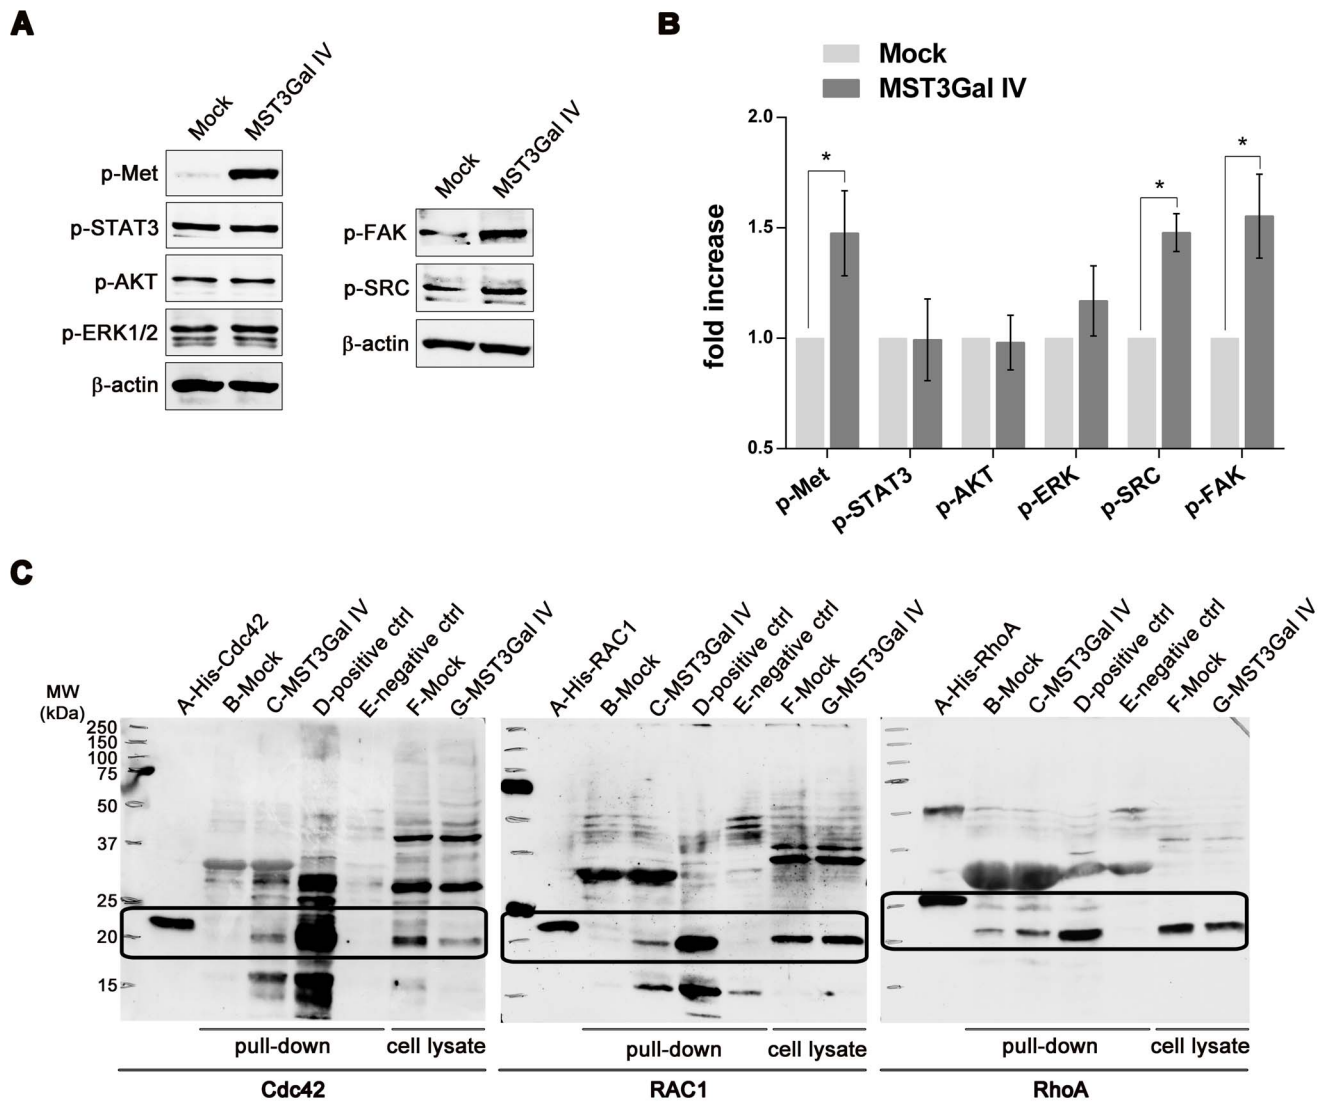 A
Mock
MST3Gal IV
p-Met
p-STAT3
p-AKT
p-ERK1/2
β-actin
Mock
MST3Gal IV
p-FAK
p-SRC
β-actin
B
Mock
MST3Gal IV
fold increase
2.0
1.5
1.0
0.5
*
*
*
p-Met
p-STAT3
p-AKT
p-ERK
p-SRC
p-FAK
C
MW
(kDa)
250
150
100
75
50
37
25
20
15
A-His-Cdc42
B-Mock
C-MST3Gal IV
D-positive ctrl
E-negative ctrl
F-Mock
G-MST3Gal IV
pull-down
cell lysate
Cdc42
A-His-RAC1
B-Mock
C-MST3Gal IV
D-positive ctrl
E-negative ctrl
F-Mock
G-MST3Gal IV
pull-down
cell lysate
RAC1
A-His-RhoA
B-Mock
C-MST3Gal IV
D-positive ctrl
E-negative ctrl
F-Mock
G-MST3Gal IV
pull-down
cell lysate
RhoA